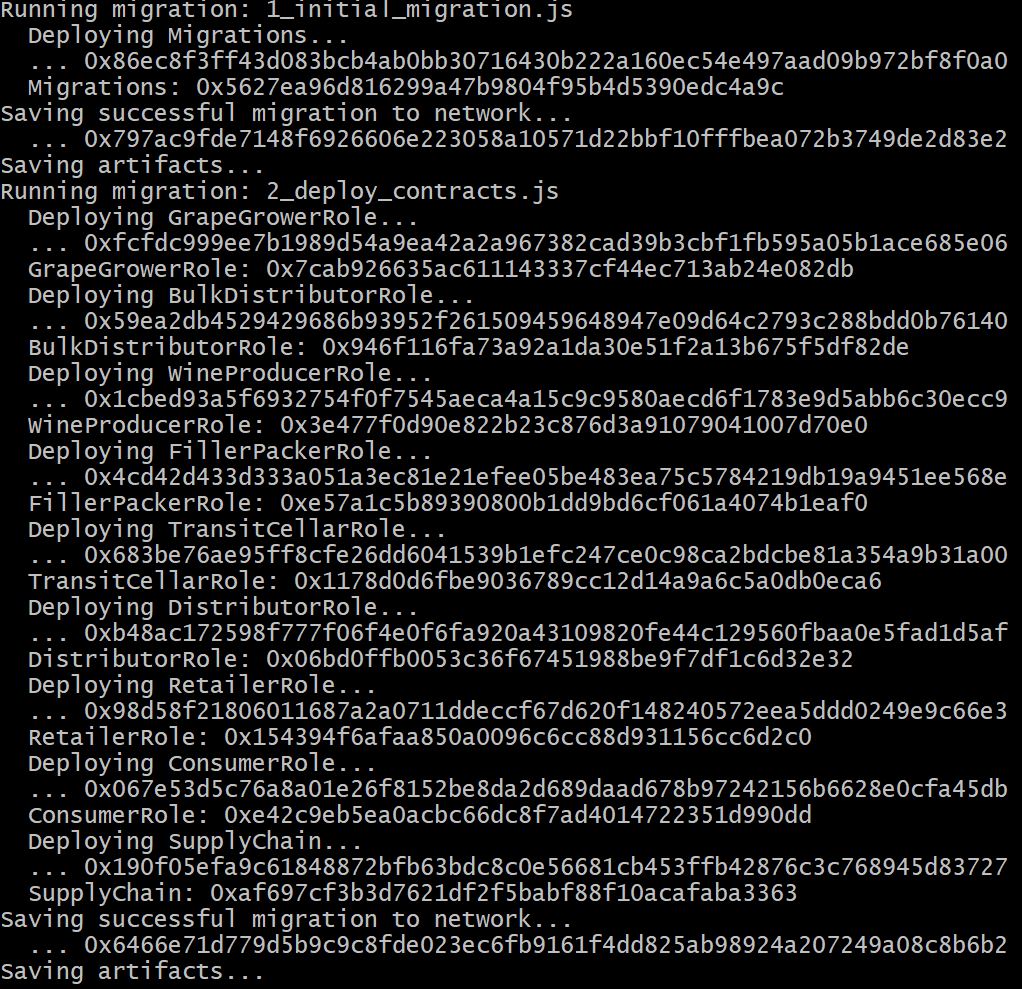 Running migration: 1_initial_migration.js
  Deploying Migrations...
  ... 0x86ec8f3ff43d083bcb4ab0bb30716430b222a160ec54e497aad09b972bf8f0a0
  Migrations: 0x5627ea96d816299a47b9804f95b4d5390edc4a9c
Saving successful migration to network...
  ... 0x797ac9fde7148f6926606e223058a10571d22bbf10fffbea072b3749de2d83e2
Saving artifacts...
Running migration: 2_deploy_contracts.js
  Deploying GrapeGrowerRole...
  ... 0xfcfdc999ee7b1989d54a9ea42a2a967382cad39b3cbf1fb595a05b1ace685e06
  GrapeGrowerRole: 0x7cab926635ac611143337cf44ec713ab24e082db
  Deploying BulkDistributorRole...
  ... 0x59ea2db4529429686b93952f261509459648947e09d64c2793c288bdd0b76140
  BulkDistributorRole: 0x946f116fa73a92a1da30e51f2a13b675f5df82de
  Deploying WineProducerRole...
  ... 0x1cbed93a5f6932754f0f7545aeca4a15c9c9580aecd6f1783e9d5abb6c30ecc9
  WineProducerRole: 0x3e477f0d90e822b23c876d3a91079041007d70e0
  Deploying FillerPackerRole...
  ... 0x4cd42d433d333a051a3ec81e21efee05be483ea75c5784219db19a9451ee568e
  FillerPackerRole: 0xe57a1c5b89390800b1dd9bd6cf061a4074b1eaf0
  Deploying TransitCellarRole...
  ... 0x683be76ae95ff8cfe26dd6041539b1efc247ce0c98ca2bdcbe81a354a9b31a00
  TransitCellarRole: 0x1178d0d6fbe9036789cc12d14a9a6c5a0db0eca6
  Deploying DistributorRole...
  ... 0xb48ac172598f777f06f4e0f6fa920a43109820fe44c129560fbaa0e5fad1d5af
  DistributorRole: 0x06bd0ffb0053c36f67451988be9f7df1c6d32e32
  Deploying RetailerRole...
  ... 0x98d58f21806011687a2a0711ddeccf67d620f148240572eea5ddd0249e9c66e3
  RetailerRole: 0x154394f6afaa850a0096c6cc88d931156cc6d2c0
  Deploying ConsumerRole...
  ... 0x067e53d5c76a8a01e26f8152be8da2d689daad678b97242156b6628e0cfa45db
  ConsumerRole: 0xe42c9eb5ea0acbc66dc8f7ad4014722351d990dd
  Deploying SupplyChain...
  ... 0x190f05efa9c61848872bfb63bdc8c0e56681cb453ffb42876c3c768945d83727
  SupplyChain: 0xaf697cf3b3d7621df2f5babf88f10acafaba3363
Saving successful migration to network...
  ... 0x6466e71d779d5b9c9c8fde023ec6fb9161f4dd825ab98924a207249a08c8b6b2
Saving artifacts...